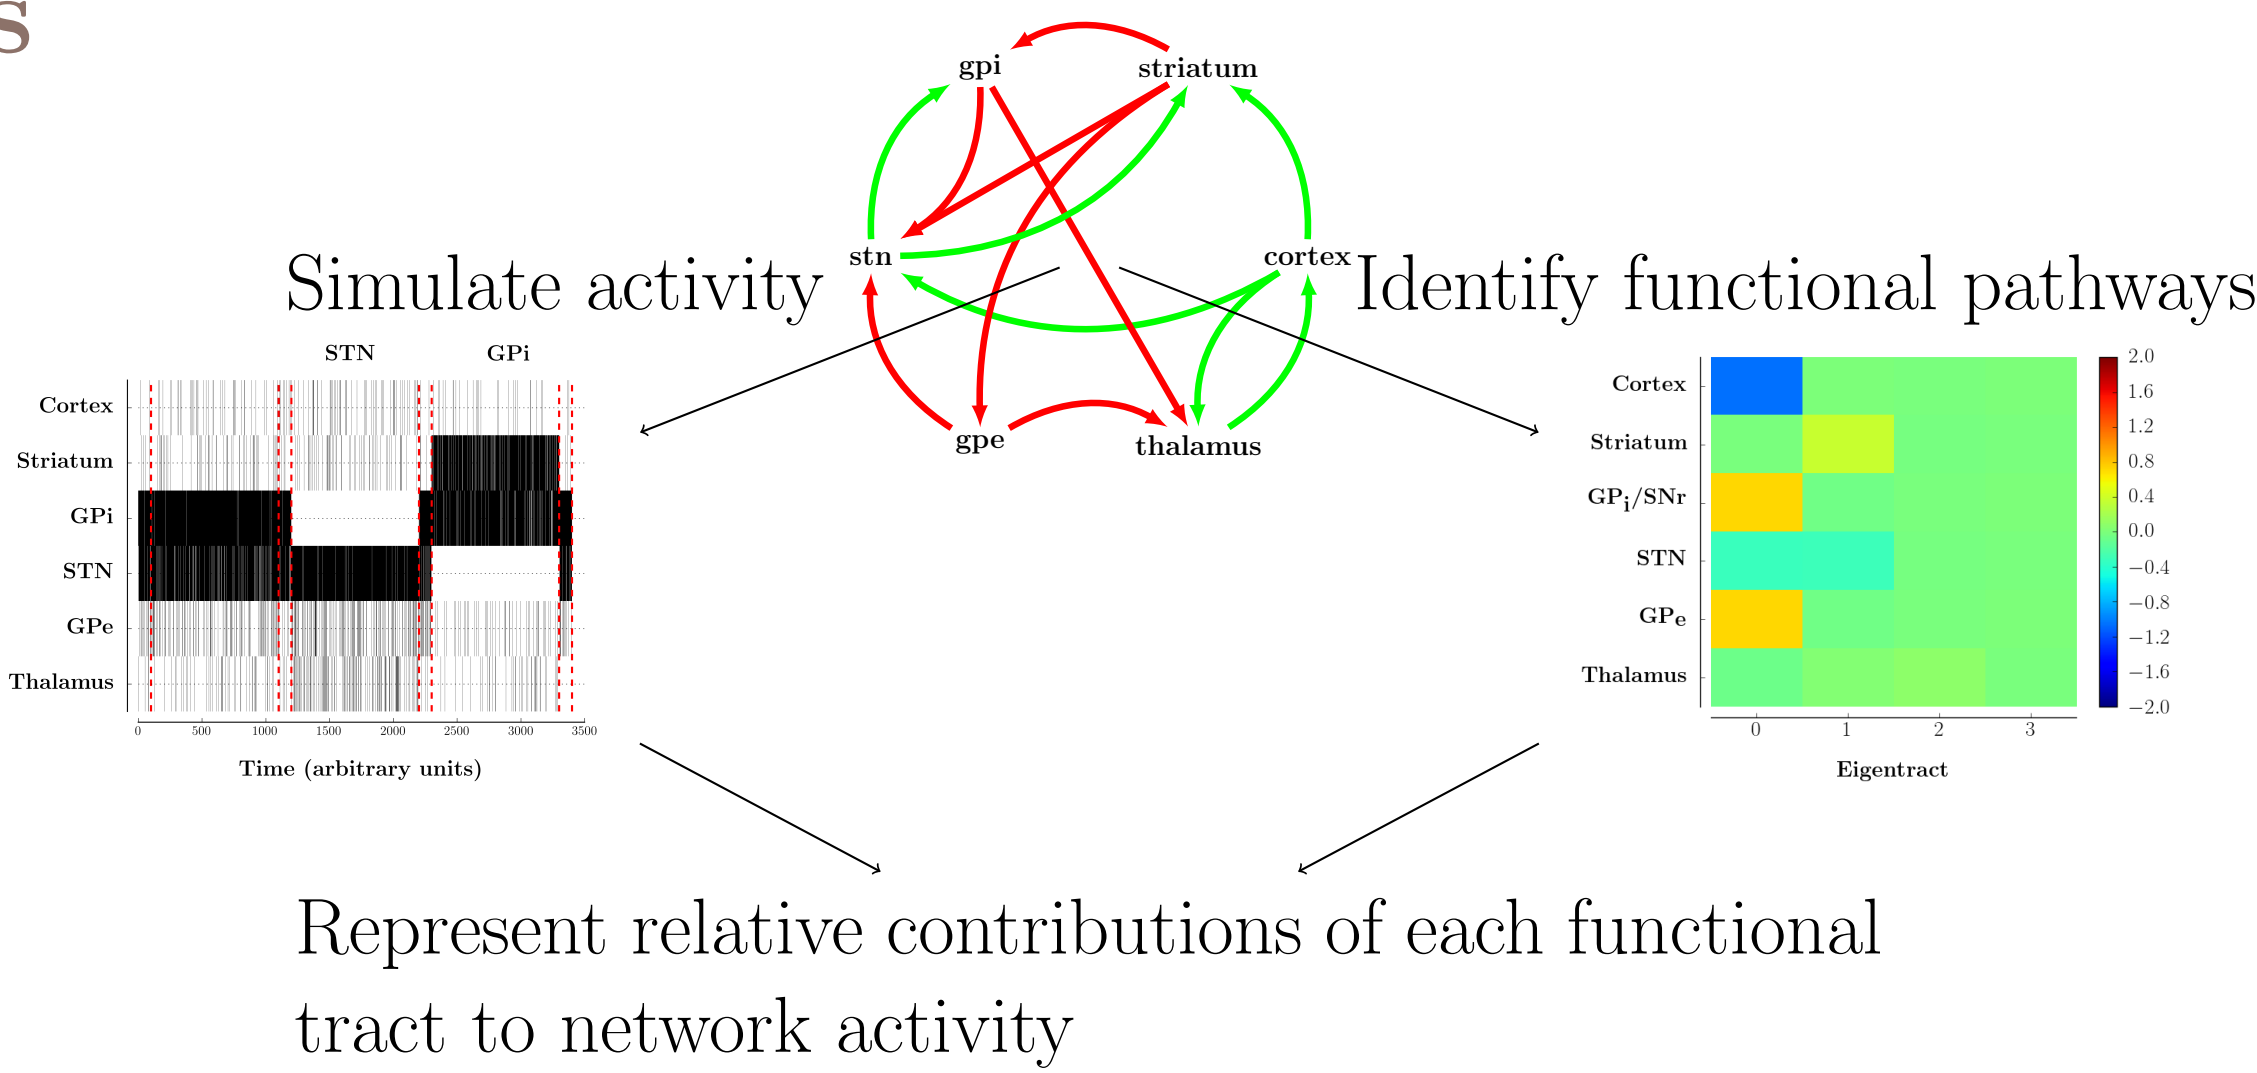 s
gpi
striatum
stn
cortex
gpe
thalamus
Simulate activity
Identify functional pathways
STN GPi
Cortex
Striatum
GPi
STN
GPe
Thalamus
0 500 1000 1500 2000 2500 3000 3500
Time (arbitrary units)
Cortex
Striatum
GPi/SNr
STN
GPe
Thalamus
0 1 2 3
Eigentract
2.0
1.6
1.2
0.8
0.4
0.0
−0.4
−0.8
−1.2
−1.6
−2.0
Represent relative contributions of each functional
tract to network activity